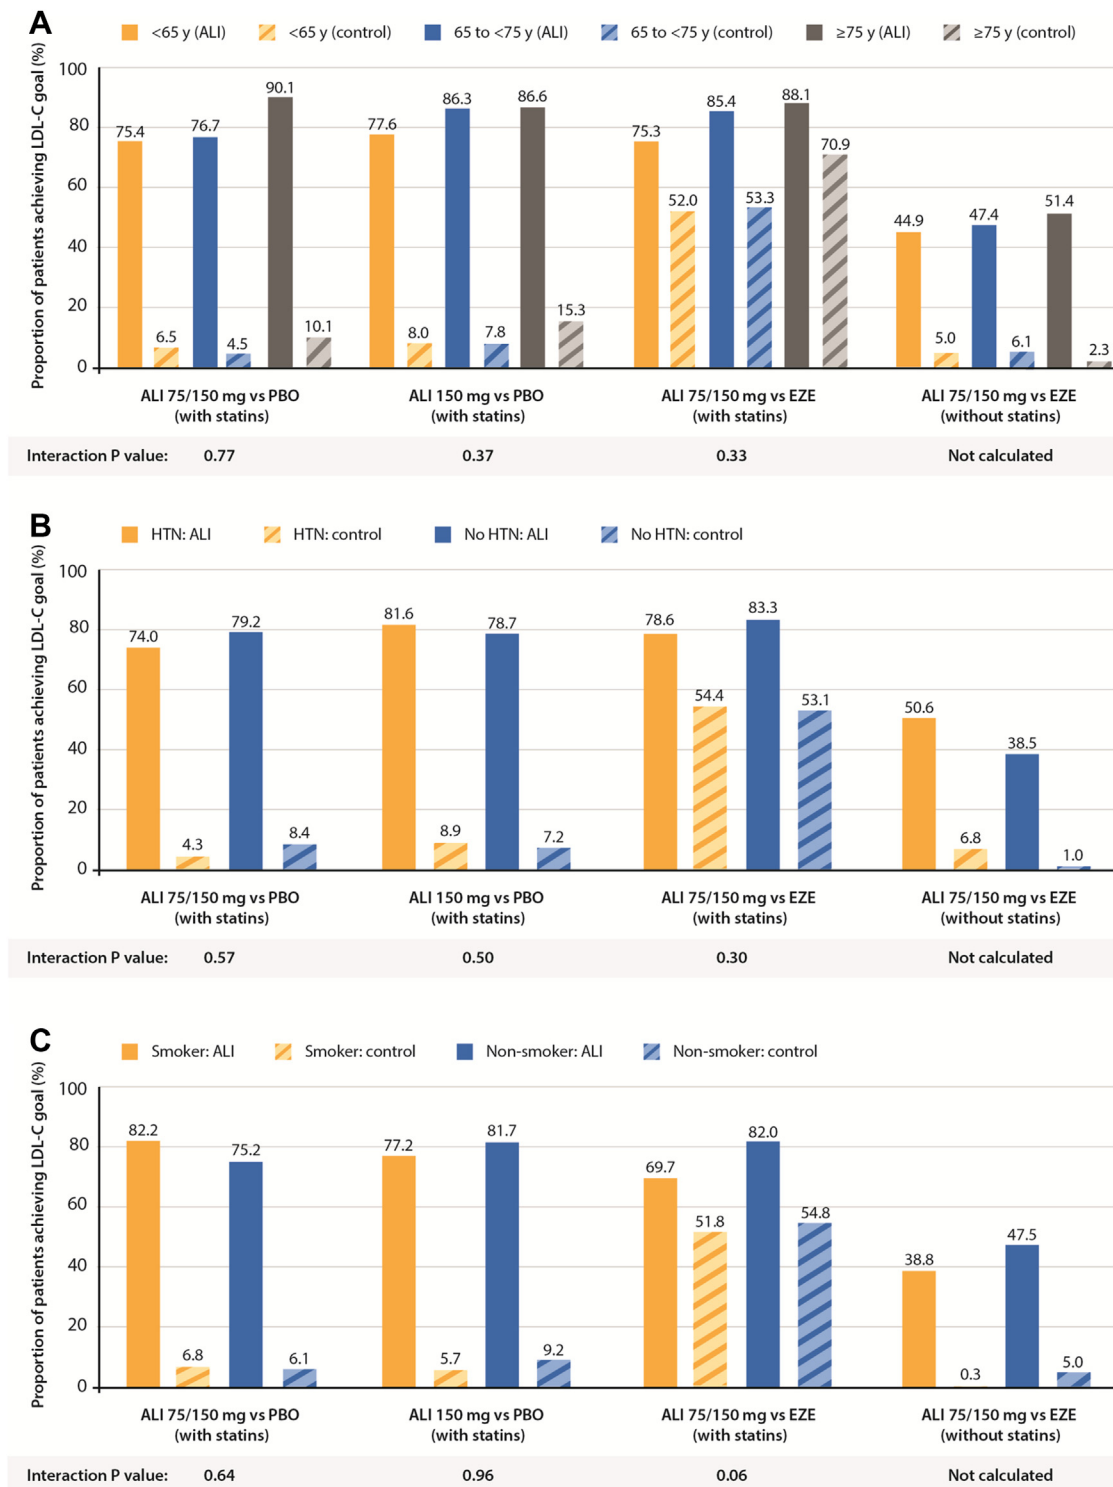 A
<65 y (ALI) <65 y (control) 65 to <75 y (ALI) 65 to <75 y (control) ≥75 y (ALI) ≥75 y (control)
Proportion of patients achieving LDL-C goal (%)
100
80
60
40
20
0
75.4 6.5 76.7 4.5 90.1 10.1
77.6 8.0 86.3 7.8 86.6 15.3
75.3 52.0 85.4 53.3 88.1 70.9
44.9 5.0 47.4 6.1 51.4 2.3
ALI 75/150 mg vs PBO ALI 150 mg vs PBO ALI 75/150 mg vs EZE ALI 75/150 mg vs EZE
(with statins) (with statins) (with statins) (without statins)
Interaction P value: 0.77 0.37 0.33 Not calculated
B
HTN: ALI HTN: control No HTN: ALI No HTN: control
Proportion of patients achieving LDL-C goal (%)
100
80
60
40
20
0
74.0 4.3 79.2 8.4
81.6 8.9 78.7 7.2
78.6 54.4 83.3 53.1
50.6 6.8 38.5 1.0
ALI 75/150 mg vs PBO ALI 150 mg vs PBO ALI 75/150 mg vs EZE ALI 75/150 mg vs EZE
(with statins) (with statins) (with statins) (without statins)
Interaction P value: 0.57 0.50 0.30 Not calculated
C
Smoker: ALI Smoker: control Non-smoker: ALI Non-smoker: control
Proportion of patients achieving LDL-C goal (%)
100
80
60
40
20
0
82.2 6.8 75.2 6.1
77.2 5.7 81.7 9.2
69.7 51.8 82.0 54.8
38.8 0.3 47.5 5.0
ALI 75/150 mg vs PBO ALI 150 mg vs PBO ALI 75/150 mg vs EZE ALI 75/150 mg vs EZE
(with statins) (with statins) (with statins) (without statins)
Interaction P value: 0.64 0.96 0.06 Not calculated